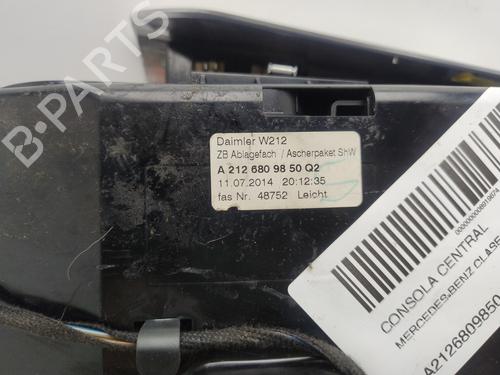 Daimler W212
ZB Ablagefach / Ascherpaket ShW
A 212 680 98 50 Q2
11.07.2014 20:12:35
fas Nr. 48752 Leicht
CONSOLA CENTRAL
MERCEDES-BENZ CLASE
A2126809850
B-PARTS